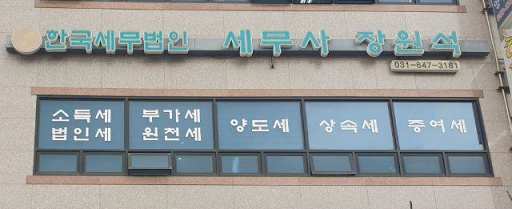 한국세무법인 세무사 장원석
031-647-3181
소득세 부가세 양도세 상속세 증여세
법인세 원천세